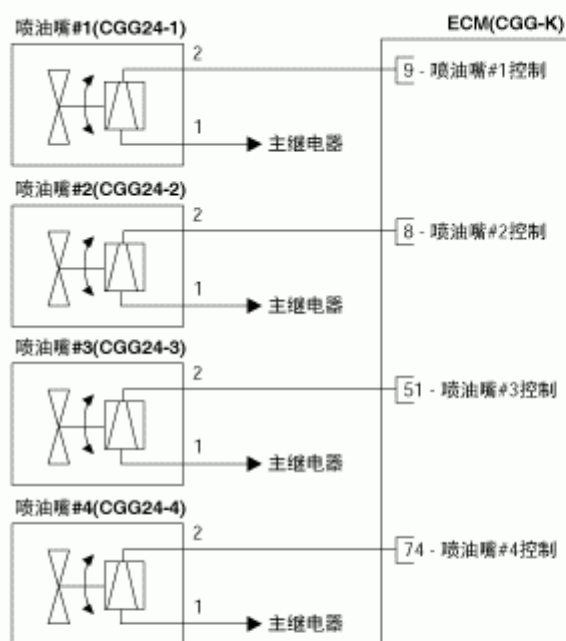 喷油嘴#1(CGG24-1)
ECM(CGG-K)
2
9 - 喷油嘴#1控制
1
主继电器
喷油嘴#2(CGG24-2)
2
8 - 喷油嘴#2控制
1
主继电器
喷油嘴#3(CGG24-3)
2
51 - 喷油嘴#3控制
1
主继电器
喷油嘴#4(CGG24-4)
2
74 - 喷油嘴#4控制
1
主继电器